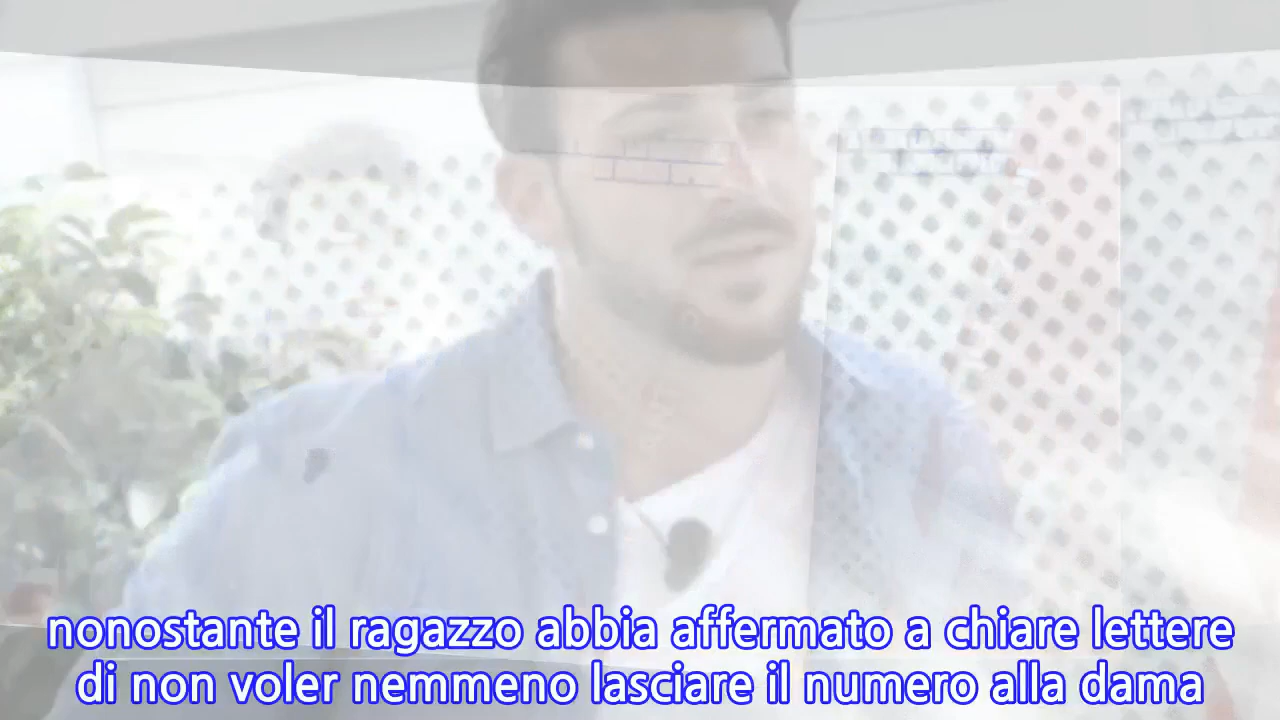 nonostante il ragazzo abbia affermato a chiare lettere
di non voler nemmeno lasciare il numero alla dama